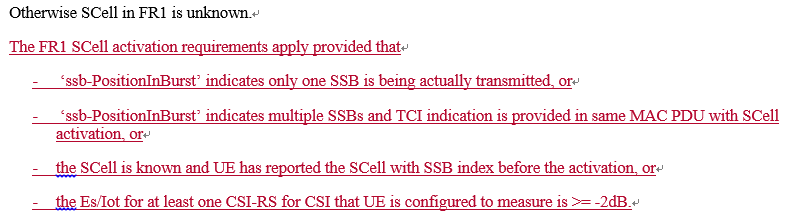 Otherwise SCell in FR1 is unknown.↵
The FR1 SCell activation requirements apply provided that↵
- ‘ssb-PositionInBurst’ indicates only one SSB is being actually transmitted, or↵
- ‘ssb-PositionInBurst’ indicates multiple SSBs and TCI indication is provided in same MAC PDU with SCell
activation, or↵
- the SCell is known and UE has reported the SCell with SSB index before the activation, or↵
- the Es/Iot for at least one CSI-RS for CSI that UE is configured to measure is >= -2dB.↵